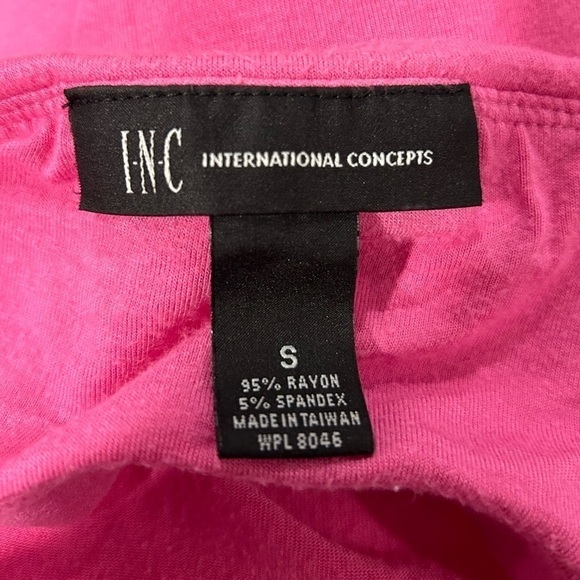 I·N·C INTERNATIONAL CONCEPTS
S
95% RAYON
5% SPANDEX
MADE IN TAIWAN
WPL 8046